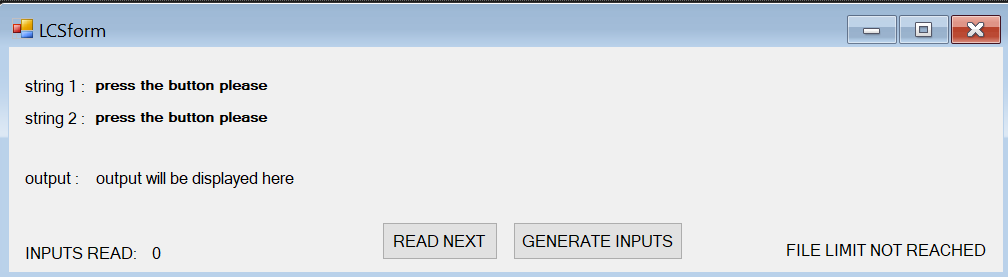 LCSform
string 1 : press the button please
string 2 : press the button please
output : output will be displayed here
READ NEXT GENERATE INPUTS
INPUTS READ: 0 FILE LIMIT NOT REACHED